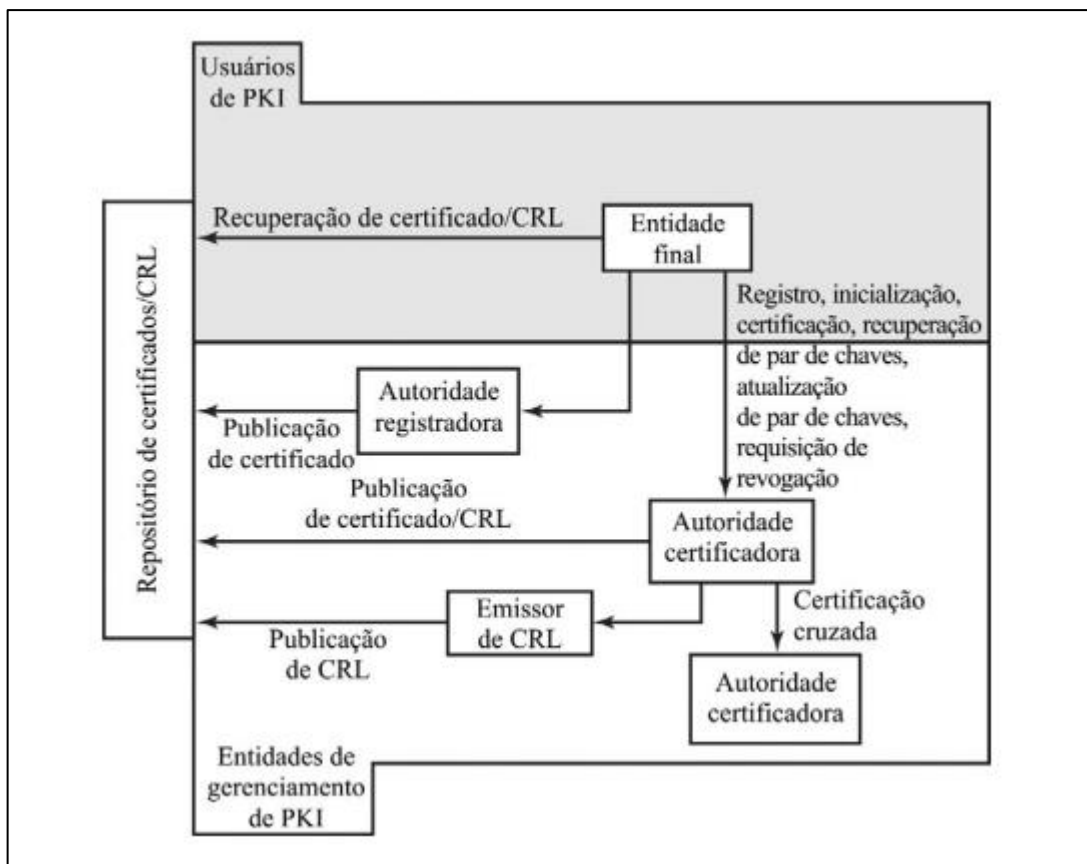 Usuários
de PKI
Recuperação de certificado/CRL
Entidade
final
Repositório de certificados/CRL
Registro, inicialização,
certificação, recuperação
de par de chaves,
atualização
de par de chaves,
requisição de
revogação
Autoridade
registradora
Publicação
de certificado
Publicação
de certificado/CRL
Autoridade
certificadora
Emissor
de CRL
Certificação
cruzada
Publicação
de CRL
Autoridade
certificadora
Entidades de
gerenciamento
de PKI